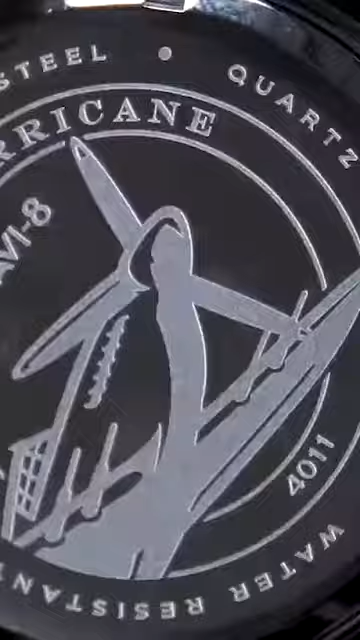 STEEL • QUARTZ
RRICANE
AVI-8
4011
WATER RESISTAN